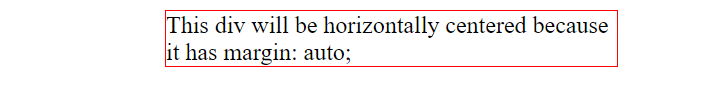 This div will be horizontally centered because
it has margin: auto;